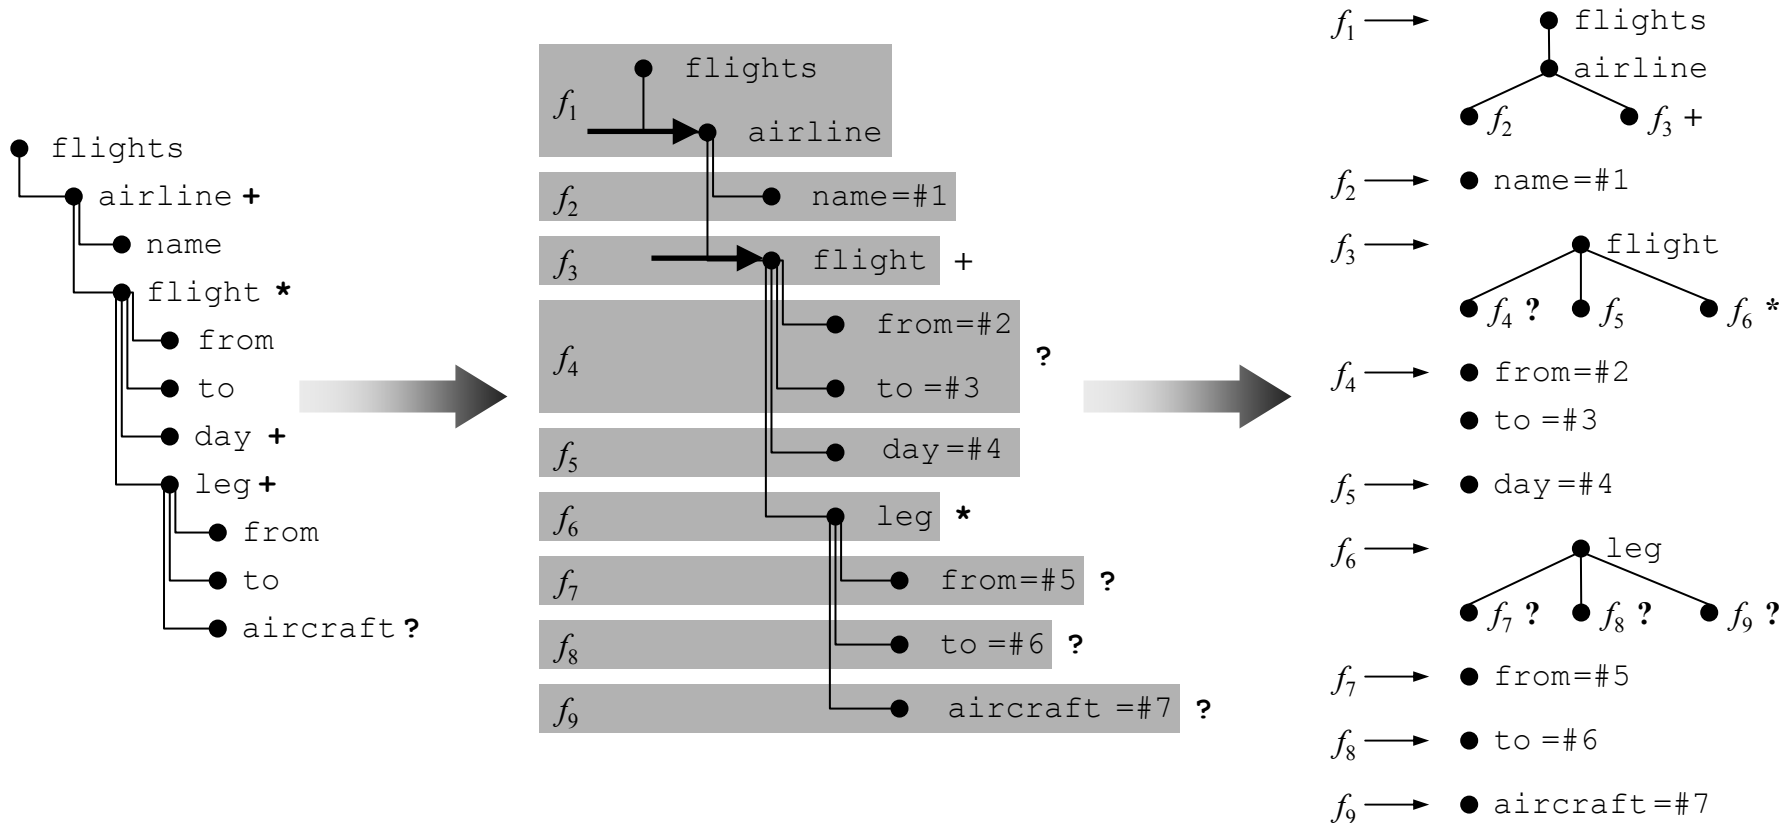 flights
airline +
name
flight *
from
to
day +
leg +
from
to
aircraft ?
f1
flights
airline
f2
name=#1
f3
flight +
f4
from=#2
to=#3
?
f5
day=#4
f6
leg *
f7
from=#5 ?
f8
to=#6 ?
f9
aircraft=#7 ?
f1
flights
airline
f2
f3 +
f2
name=#1
f3
flight
f4 ?
f5
f6 *
f4
from=#2
to=#3
f5
day=#4
f6
leg
f7 ?
f8 ?
f9 ?
f7
from=#5
f8
to=#6
f9
aircraft=#7